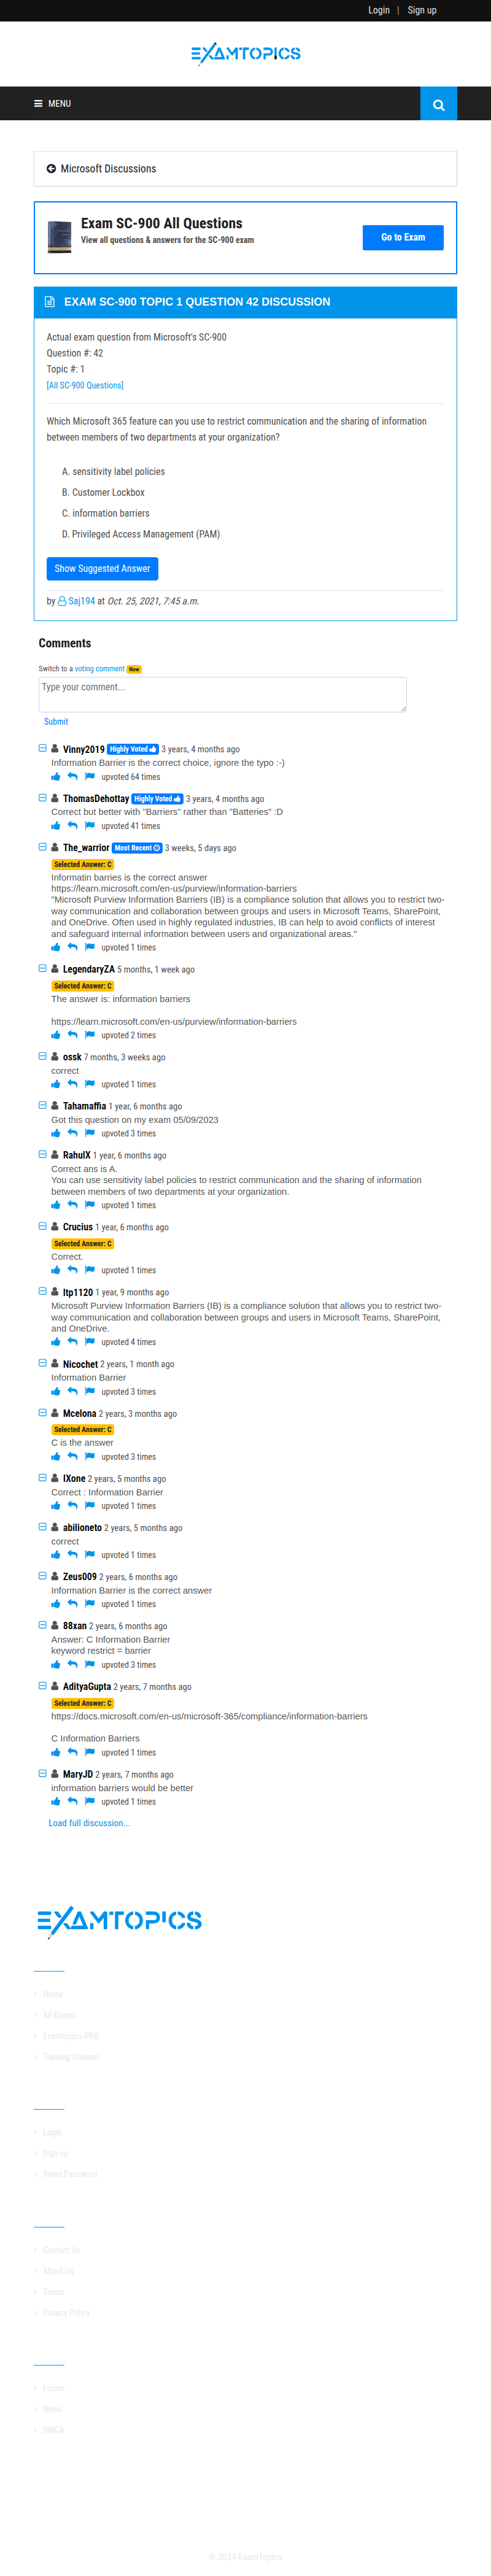 Login | Sign up
EXAMTOPICS
MENU
Microsoft Discussions
Exam SC-900 All Questions
View all questions & answers for the SC-900 exam
Go to Exam
EXAM SC-900 TOPIC 1 QUESTION 42 DISCUSSION
Actual exam question from Microsoft's SC-900
Question #: 42
Topic #: 1
[All SC-900 Questions]
Which Microsoft 365 feature can you use to restrict communication and the sharing of information
between members of two departments at your organization?
A. sensitivity label policies
B. Customer Lockbox
C. information barriers
D. Privileged Access Management (PAM)
Show Suggested Answer
by Saj194 at Oct. 25, 2021, 7:45 a.m.
Comments
Switch to a voting comment New
Type your comment...
Submit
Vinny2019 Highly Voted 3 years, 4 months ago
Information Barrier is the correct choice, ignore the typo :-)
upvoted 64 times
ThomasDehottay Highly Voted 3 years, 4 months ago
Correct but better with "Barriers" rather than "Batteries" :D
upvoted 41 times
The_warrior Most Recent 3 weeks, 5 days ago
Selected Answer: C
Informatin barries is the correct answer
https://learn.microsoft.com/en-us/purview/information-barriers
"Microsoft Purview Information Barriers (IB) is a compliance solution that allows you to restrict two-
way communication and collaboration between groups and users in Microsoft Teams, SharePoint,
and OneDrive. Often used in highly regulated industries, IB can help to avoid conflicts of interest
and safeguard internal information between users and organizational areas."
upvoted 1 times
LegendaryZA 5 months, 1 week ago
Selected Answer: C
The answer is: information barriers
https://learn.microsoft.com/en-us/purview/information-barriers
upvoted 2 times
ossk 7 months, 3 weeks ago
correct
upvoted 1 times
Tahamaffia 1 year, 6 months ago
Got this question on my exam 05/09/2023
upvoted 3 times
RahulX 1 year, 6 months ago
Correct ans is A.
You can use sensitivity label policies to restrict communication and the sharing of information
between members of two departments at your organization.
upvoted 1 times
Crucius 1 year, 6 months ago
Selected Answer: C
Correct.
upvoted 1 times
ltp1120 1 year, 9 months ago
Microsoft Purview Information Barriers (IB) is a compliance solution that allows you to restrict two-
way communication and collaboration between groups and users in Microsoft Teams, SharePoint,
and OneDrive.
upvoted 4 times
Nicochet 2 years, 1 month ago
Information Barrier
upvoted 3 times
Mcelona 2 years, 3 months ago
Selected Answer: C
C is the answer
upvoted 3 times
IXone 2 years, 5 months ago
Correct : Information Barrier
upvoted 1 times
abilioneto 2 years, 5 months ago
correct
upvoted 1 times
Zeus009 2 years, 6 months ago
Information Barrier is the correct answer
upvoted 1 times
88xan 2 years, 6 months ago
Answer: C Information Barrier
keyword restrict = barrier
upvoted 3 times
AdityaGupta 2 years, 7 months ago
Selected Answer: C
https://docs.microsoft.com/en-us/microsoft-365/compliance/information-barriers
C Information Barriers
upvoted 1 times
MaryJD 2 years, 7 months ago
information barriers would be better
upvoted 1 times
Load full discussion...
EXAMTOPICS
Home
All Exams
Examtopics PRO
Training Courses
Login
Sign up
Reset Password
Contact Us
About Us
Terms
Privacy Policy
Forum
News
DMCA
© 2024 ExamTopics